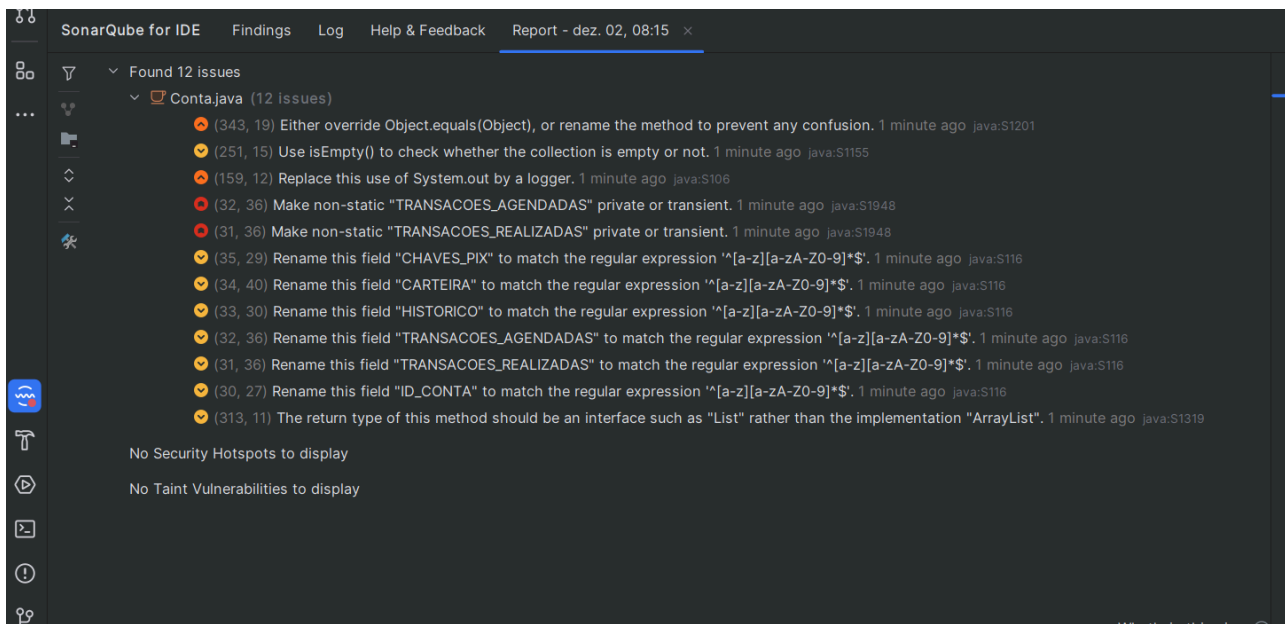 SonarQube for IDE Findings Log Help & Feedback Report - dez. 02, 08:15 ×
Found 12 issues
Conta.java (12 issues)
(343, 19) Either override Object.equals(Object), or rename the method to prevent any confusion. 1 minute ago java:S1201
(251, 15) Use isEmpty() to check whether the collection is empty or not. 1 minute ago java:S1155
(159, 12) Replace this use of System.out by a logger. 1 minute ago java:S106
(32, 36) Make non-static "TRANSACOES_AGENDADAS" private or transient. 1 minute ago java:S1948
(31, 36) Make non-static "TRANSACOES_REALIZADAS" private or transient. 1 minute ago java:S1948
(35, 29) Rename this field "CHAVES_PIX" to match the regular expression '^[a-z][a-zA-Z0-9]*$'. 1 minute ago java:S116
(34, 40) Rename this field "CARTEIRA" to match the regular expression '^[a-z][a-zA-Z0-9]*$'. 1 minute ago java:S116
(33, 30) Rename this field "HISTORICO" to match the regular expression '^[a-z][a-zA-Z0-9]*$'. 1 minute ago java:S116
(32, 36) Rename this field "TRANSACOES_AGENDADAS" to match the regular expression '^[a-z][a-zA-Z0-9]*$'. 1 minute ago java:S116
(31, 36) Rename this field "TRANSACOES_REALIZADAS" to match the regular expression '^[a-z][a-zA-Z0-9]*$'. 1 minute ago java:S116
(30, 27) Rename this field "ID_CONTA" to match the regular expression '^[a-z][a-zA-Z0-9]*$'. 1 minute ago java:S116
(313, 11) The return type of this method should be an interface such as "List" rather than the implementation "ArrayList". 1 minute ago java:S1319
No Security Hotspots to display
No Taint Vulnerabilities to display